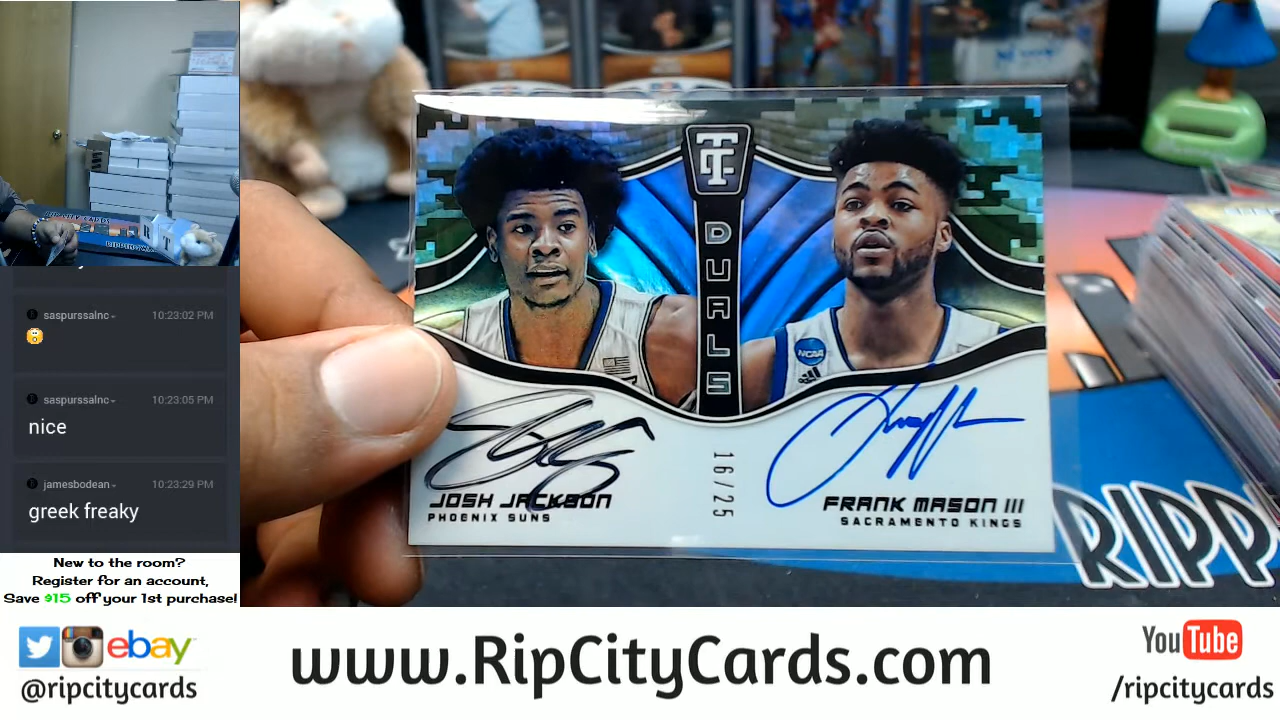 saspurssalnc
10:23:02 PM
saspurssalnc
10:23:05 PM
nice
jamesbodean
10:23:29 PM
greek freaky
New to the room?
Register for an account,
Save $15 off your 1st purchase!
TC
DUALS
NCAA
JOSH JACKSON
PHOENIX SUNS
16/25
FRANK MASON III
SACRAMENTO KINGS
RIPP
ebay
@ripcitycards
www.RipCityCards.com
YouTube
/ripcitycards